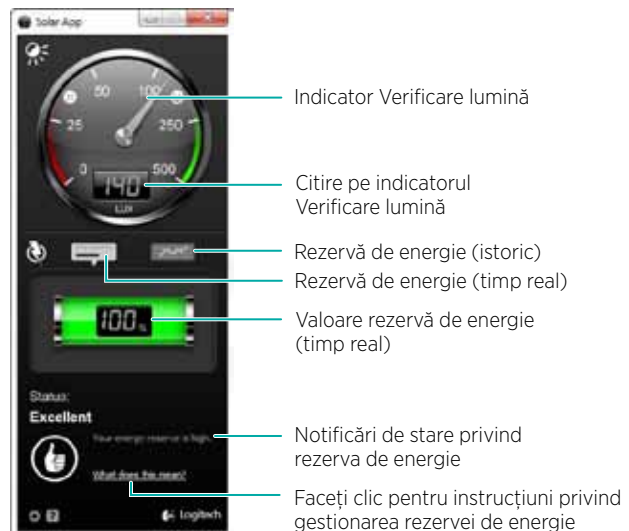 Solar App
50
100
25
250
0
500
140
LUX
100 %
Status:
Excellent
Your energy reserve is high.
What does this mean?
Logitech
Indicator Verificare lumină
Citire pe indicatorul
Verificare lumină
Rezervă de energie (istoric)
Rezervă de energie (timp real)
Valoare rezervă de energie
(timp real)
Notificări de stare privind
rezerva de energie
Faceți clic pentru instrucțiuni privind
gestionarea rezervei de energie